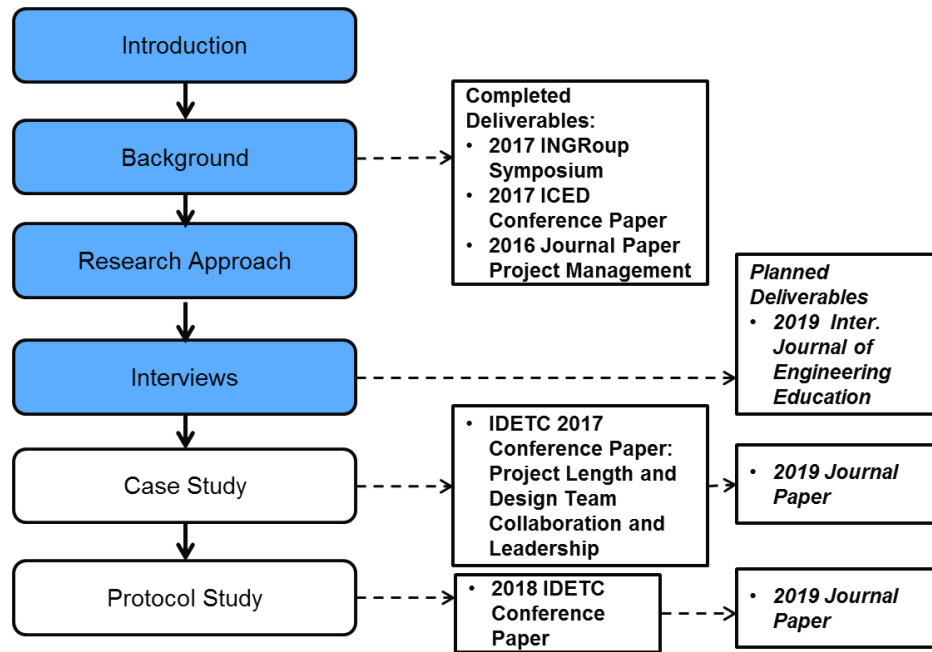 Introduction
Background
Research Approach
Interviews
Case Study
Protocol Study
Completed
Deliverables:
• 2017 INGRoup
Symposium
• 2017 ICED
Conference Paper
• 2016 Journal Paper
Project Management
Planned
Deliverables
• 2019 Inter.
Journal of
Engineering
Education
• IDETC 2017
Conference Paper:
Project Length and
Design Team
Collaboration and
Leadership
• 2019 Journal
Paper
• 2018 IDETC
Conference
Paper
• 2019 Journal
Paper